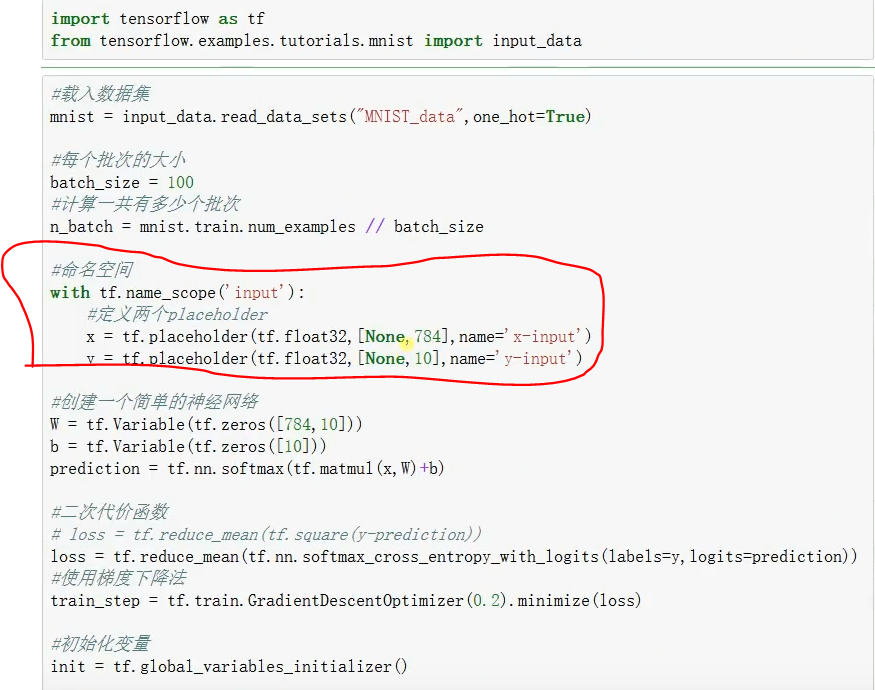 import tensorflow as tf
from tensorflow.examples.tutorials.mnist import input_data
#载入数据集
mnist = input_data.read_data_sets("MNIST_data",one_hot=True)
#每个批次的大小
batch_size = 100
#计算一共有多少个批次
n_batch = mnist.train.num_examples // batch_size
#命名空间
with tf.name_scope('input'):
#定义两个placeholder
x = tf.placeholder(tf.float32,[None,784],name='x-input')
y = tf.placeholder(tf.float32,[None,10],name='y-input')
#创建一个简单的神经网络
W = tf.Variable(tf.zeros([784,10]))
b = tf.Variable(tf.zeros([10]))
prediction = tf.nn.softmax(tf.matmul(x,W)+b)
#二次代价函数
# loss = tf.reduce_mean(tf.square(y-prediction))
loss = tf.reduce_mean(tf.nn.softmax_cross_entropy_with_logits(labels=y,logits=prediction))
#使用梯度下降法
train_step = tf.train.GradientDescentOptimizer(0.2).minimize(loss)
#初始化变量
init = tf.global_variables_initializer()